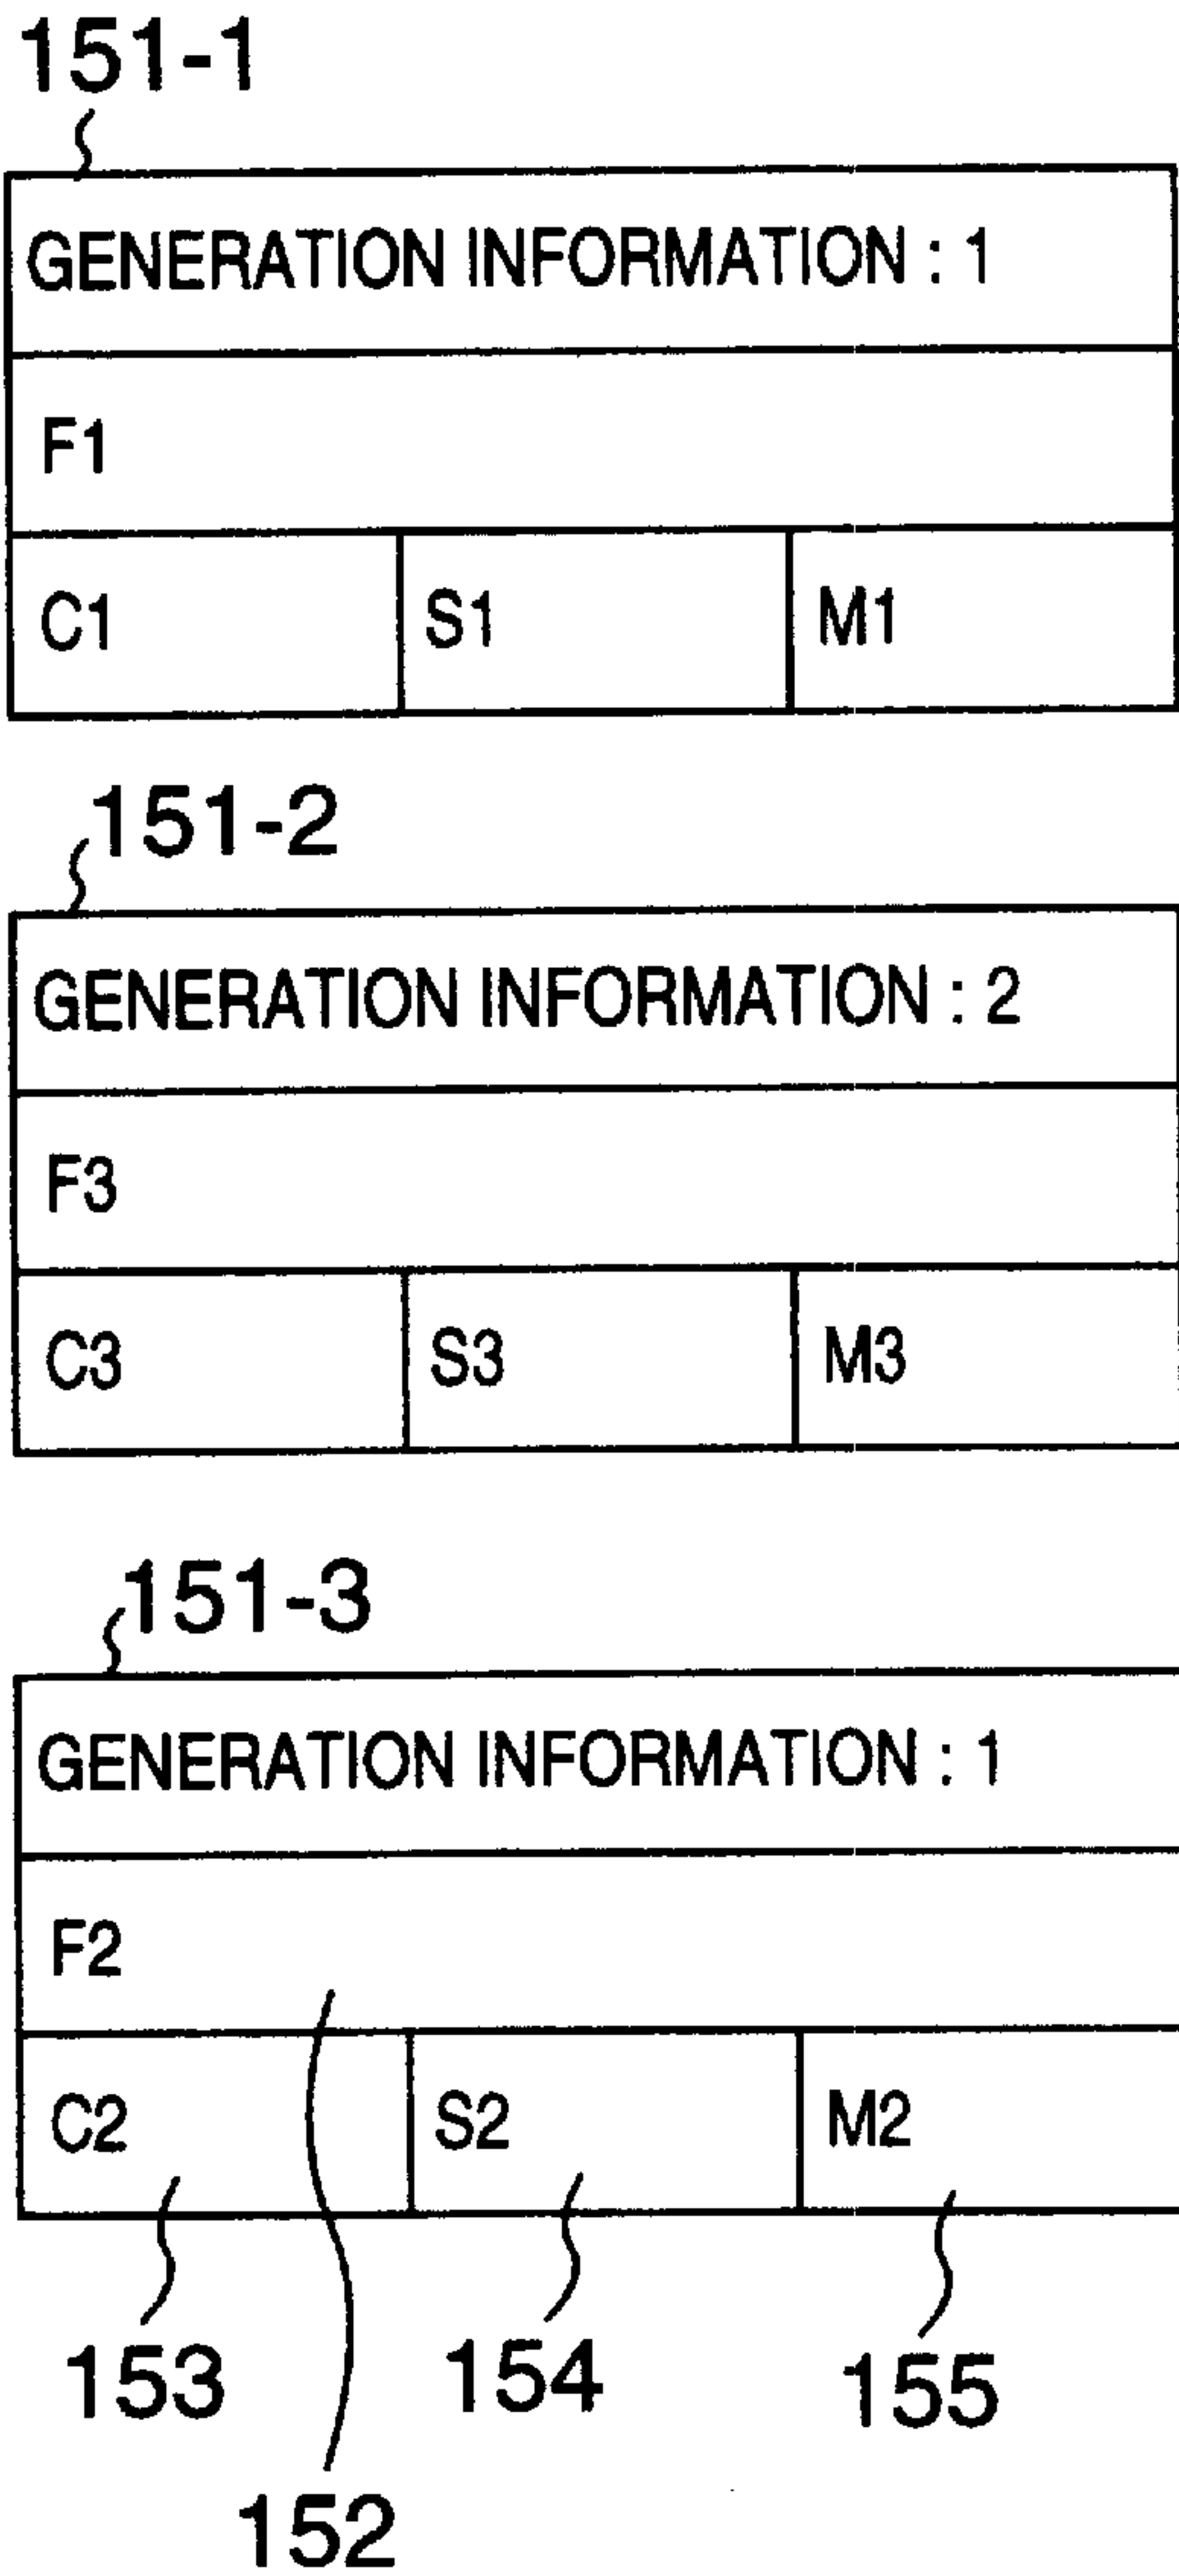 151-1
GENERATION INFORMATION : 1
F1
C1 S1 M1
151-2
GENERATION INFORMATION : 2
F3
C3 S3 M3
151-3
GENERATION INFORMATION : 1
F2
C2 S2 M2
153 154 155
152